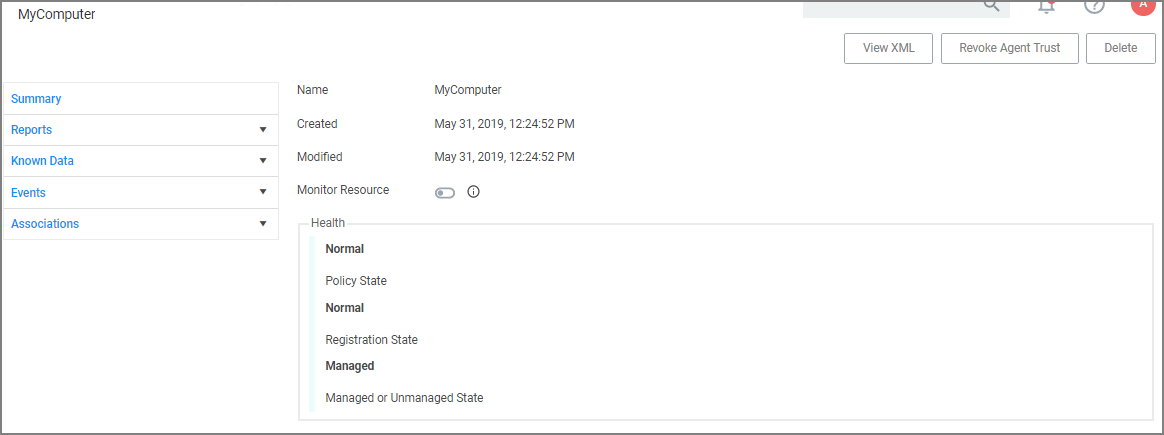 MyComputer
A
View XML
Revoke Agent Trust
Delete
Summary
Reports
Known Data
Events
Associations
Name MyComputer
Created May 31, 2019, 12:24:52 PM
Modified May 31, 2019, 12:24:52 PM
Monitor Resource
Health
Normal
Policy State
Normal
Registration State
Managed
Managed or Unmanaged State